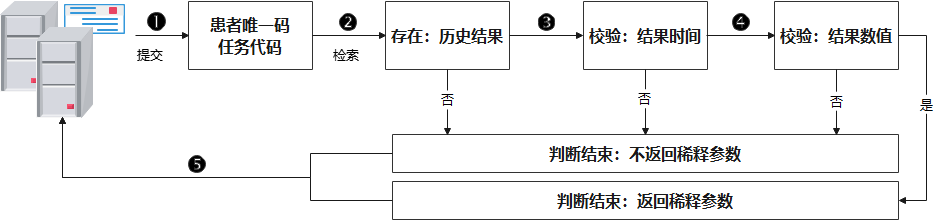 ❶
提交
患者唯一码
任务代码
❷
检索
存在：历史结果
❸
校验：结果时间
❹
校验：结果数值
否
否
否
是
判断结束：不返回稀释参数
❺
判断结束：返回稀释参数